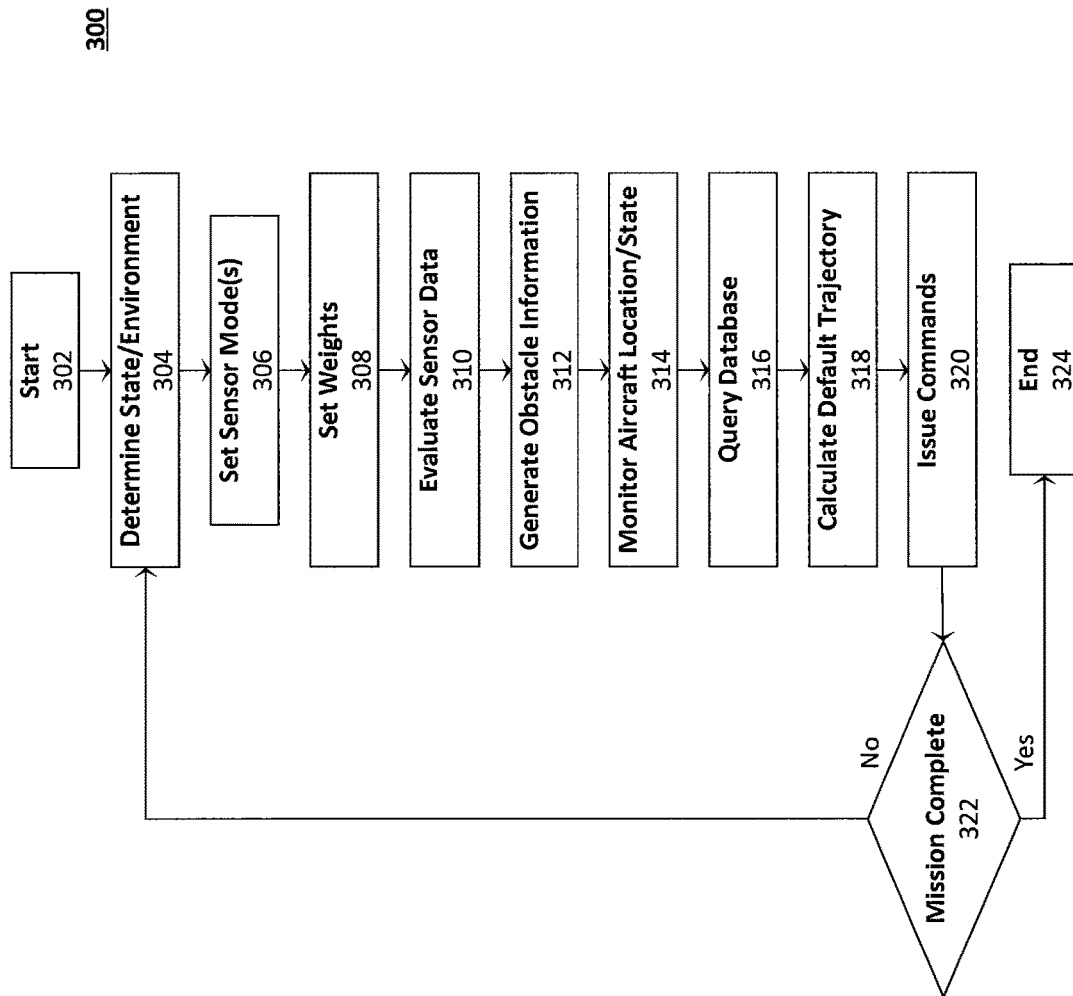 300
Start
302
Determine State/Environment
304
Set Sensor Mode(s)
306
Set Weights
308
Evaluate Sensor Data
310
Generate Obstacle Information
312
Monitor Aircraft Location/State
314
Query Database
316
Calculate Default Trajectory
318
Issue Commands
320
No
Mission Complete
322
Yes
End
324